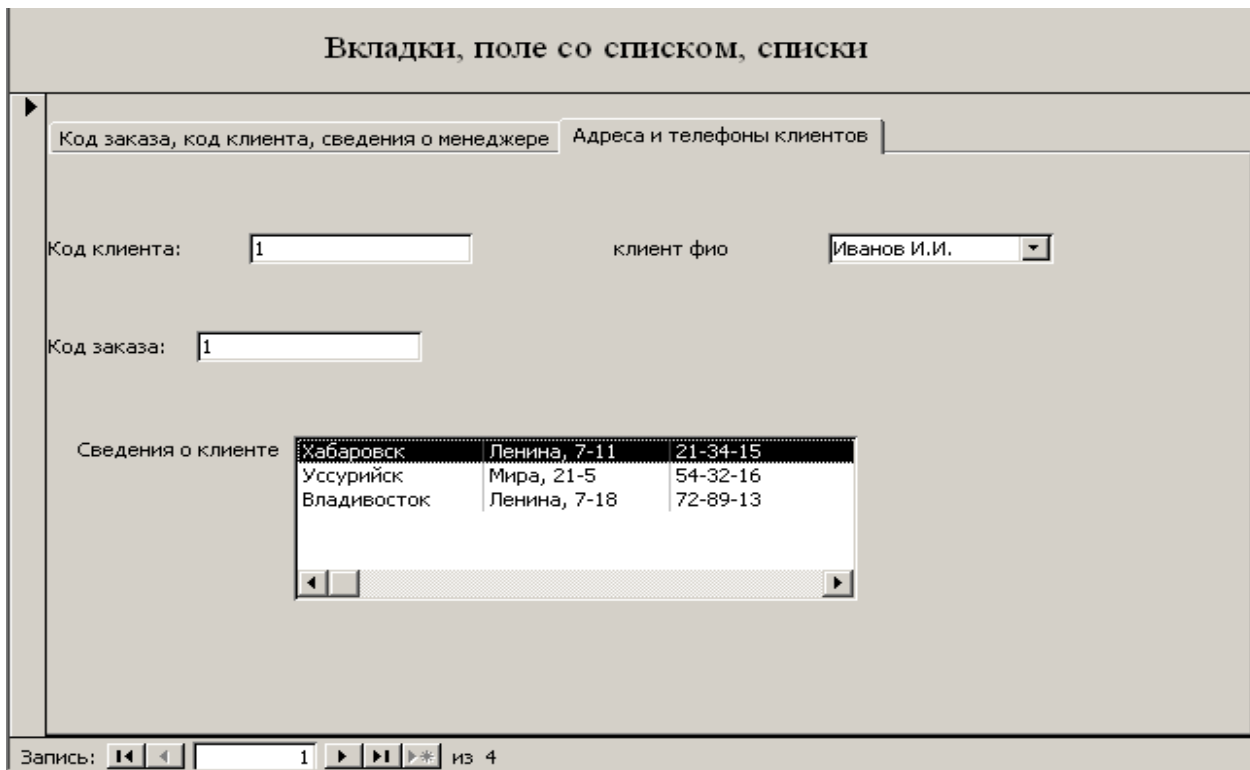 Вкладки, поле со списком, списки
Код заказа, код клиента, сведения о менеджере Адреса и телефоны клиентов
Код клиента: 1 клиент фио Иванов И.И.
Код заказа: 1
Сведения о клиенте Хабаровск Ленина, 7-11 21-34-15
Уссурийск Мира, 21-5 54-32-16
Владивосток Ленина, 7-18 72-89-13
Запись: 1 из 4